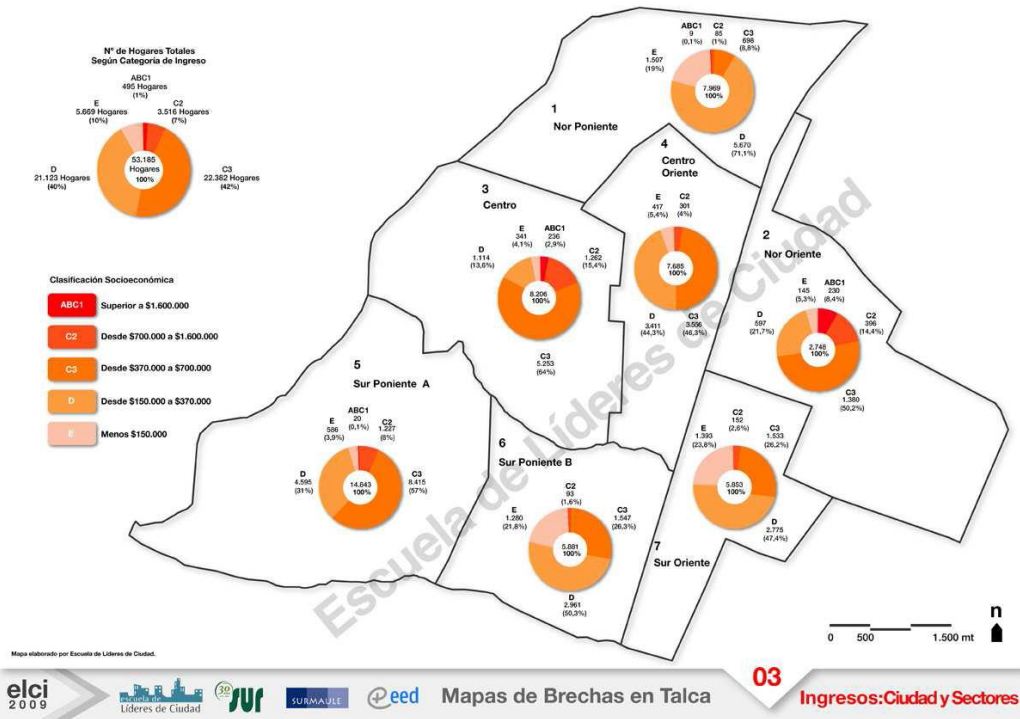 N° de Hogares Totales
Según Categoría de Ingreso
ABC1
495 Hogares
(1%)
C2
3.516 Hogares
(7%)
E
5.669 Hogares
(10%)
53.185
Hogares
100%
D
21.123 Hogares
(40%)
C3
22.382 Hogares
(42%)
Clasificación Socioeconómica
ABC1 Superior a $1.600.000
C2 Desde $700.000 a $1.600.000
C3 Desde $370.000 a $700.000
D Desde $150.000 a $370.000
E Menos $150.000
1
Nor Poniente
ABC1
9
(0,1%)
C2
85
(1%)
C3
698
(8,8%)
E
1.507
(19%)
7.969
100%
D
5.670
(71,1%)
4
Centro
Oriente
E
417
(5,4%)
C2
301
(4%)
7.685
100%
D
3.411
(44,3%)
C3
3.556
(46,3%)
3
Centro
E
341
(4,1%)
ABC1
236
(2,9%)
D
1.114
(13,6%)
C2
1.262
(15,4%)
8.206
100%
C3
5.253
(64%)
2
Nor Oriente
E
145
(5,3%)
ABC1
230
(8,4%)
D
597
(21,7%)
C2
396
(14,4%)
2.748
100%
C3
1.380
(50,2%)
5
Sur Poniente A
ABC1
20
(0,1%)
E
586
(3,9%)
C2
1.227
(8%)
D
4.595
(31%)
C3
8.415
(57%)
14.843
100%
6
Sur Poniente B
C2
93
(1,6%)
E
1.280
(21,8%)
C3
1.547
(26,3%)
5.881
100%
D
2.961
(50,3%)
7
Sur Oriente
C2
152
(2,6%)
E
1.393
(23,8%)
C3
1.533
(26,2%)
5.853
100%
D
2.775
(47,4%)
Escuela de Líderes de Ciudad
n
0 500 1.500 mt
Mapa elaborado por Escuela de Líderes de Ciudad.
elci
2009
escuela de
Líderes de Ciudad
30
SUR
SURMAULE
eed
Mapas de Brechas en Talca
03
Ingresos:Ciudad y Sectores